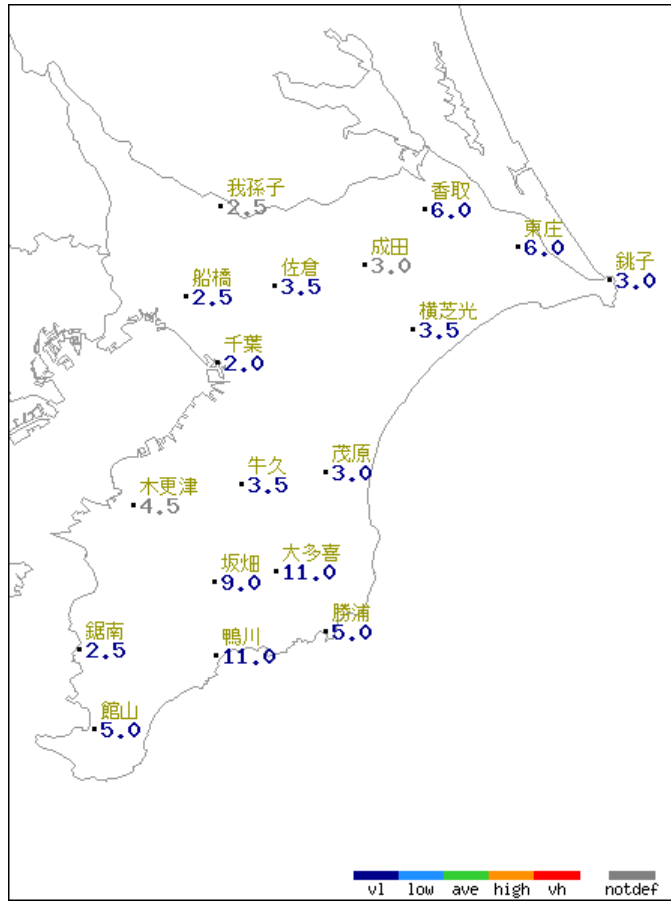 我孫子
2.5
香取
6.0
東庄
6.0
成田
3.0
銚子
3.0
船橋
2.5
佐倉
3.5
横芝光
3.5
千葉
2.0
茂原
3.0
牛久
3.5
木更津
4.5
大多喜
11.0
坂畑
9.0
勝浦
5.0
鋸南
2.5
鴨川
11.0
館山
5.0
vl low ave high vh notdef